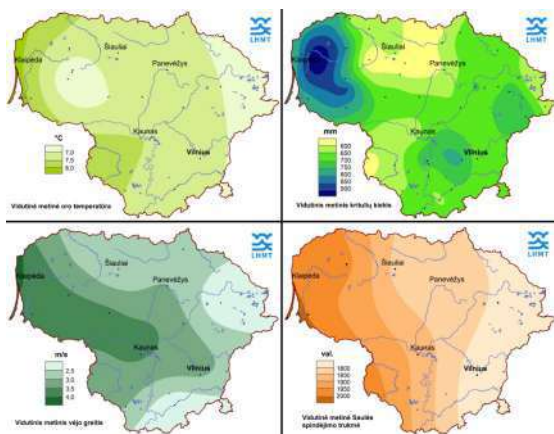 LHMT
Šiauliai
Klaipėda
Panevėžys
Kaunas
Vilnius
°C
7,0
7,5
8,0
Vidutinė metinė oro temperatūra
LHMT
Šiauliai
Panevėžys
Kaunas
Vilnius
mm
600
650
700
750
800
850
900
Vidutinis metinis kritulių kiekis
LHMT
Klaipėda
Šiauliai
Panevėžys
Kaunas
Vilnius
m/s
2,5
3,0
3,5
4,0
Vidutinis metinis vėjo greitis
LHMT
Klaipėda
Šiauliai
Panevėžys
Kaunas
Vilnius
val.
1800
1850
1900
1950
2000
Vidutinė metinė Saulės
spindėjimo trukmė